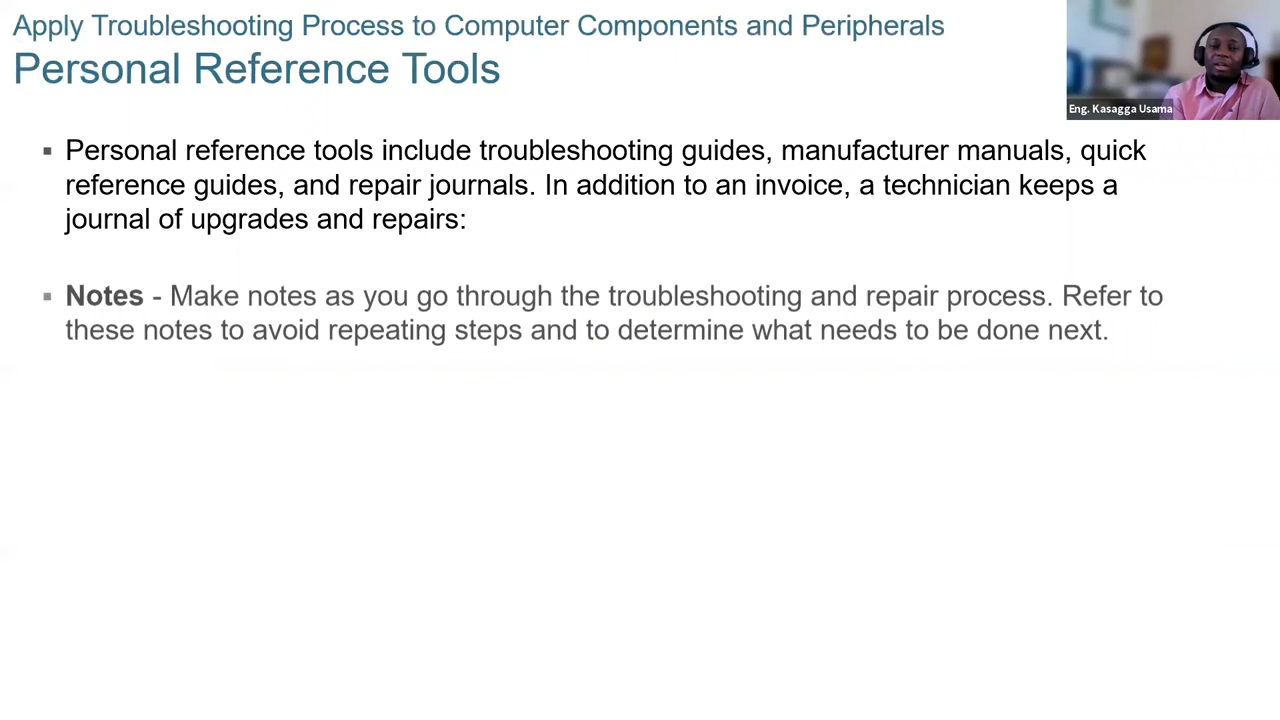 Apply Troubleshooting Process to Computer Components and Peripherals
Personal Reference Tools
Eng. Kasagga Usama
▪ Personal reference tools include troubleshooting guides, manufacturer manuals, quick
reference guides, and repair journals. In addition to an invoice, a technician keeps a
journal of upgrades and repairs:
▪ Notes - Make notes as you go through the troubleshooting and repair process. Refer to
these notes to avoid repeating steps and to determine what needs to be done next.